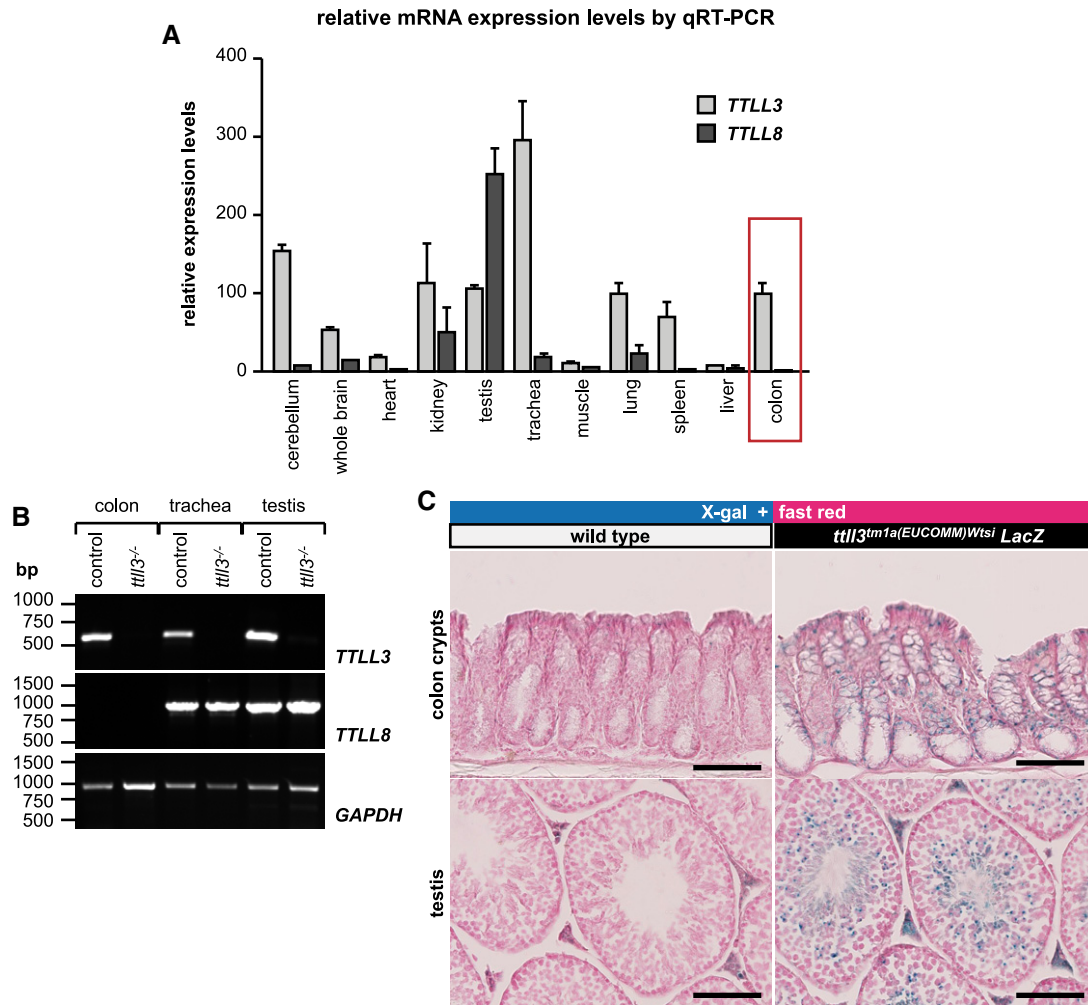 relative mRNA expression levels by qRT-PCR
A
relative expression levels
400
300
200
100
0
TTLL3
TTLL8
cerebellum
whole brain
heart
kidney
testis
trachea
muscle
lung
spleen
liver
colon
B
colon trachea testis
bp
control
ttll3-/-
control
ttll3-/-
control
ttll3-/-
1000
750
500
TTLL3
1500
1000
750
500
TTLL8
1000
750
500
GAPDH
C
X-gal + fast red
wild type
ttll3tm1a(EUCOMM)Wtsi LacZ
colon crypts
testis